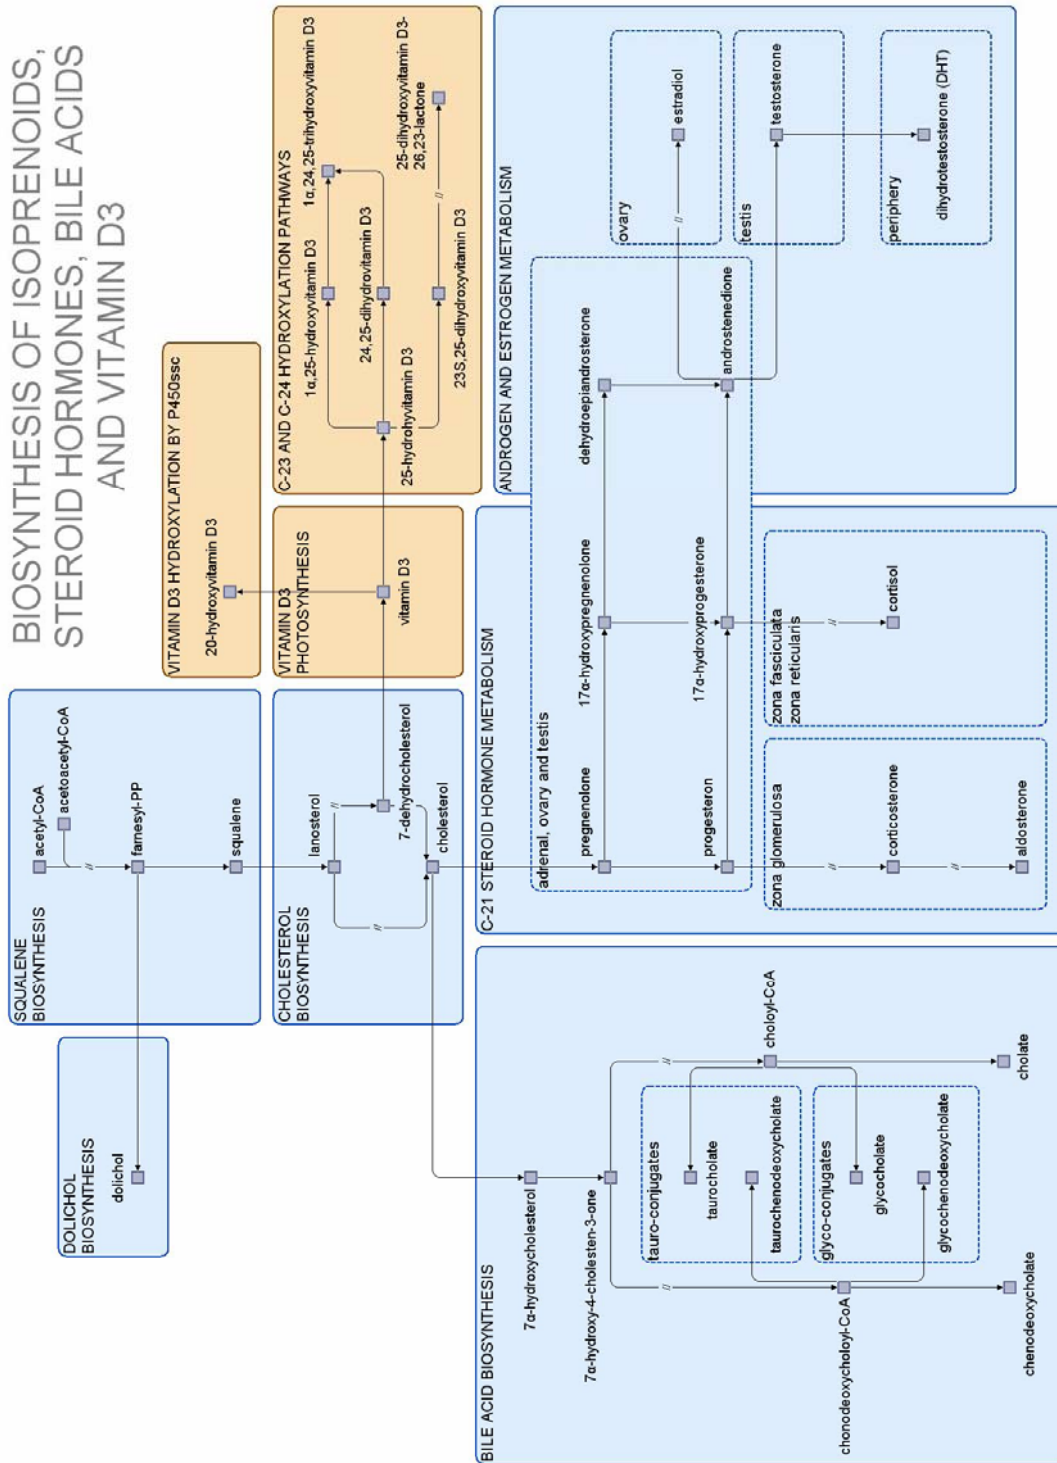 BIOSYNTHESIS OF ISOPRENOIDS,
STEROID HORMONES, BILE ACIDS
AND VITAMIN D3
SQUALENE
BIOSYNTHESIS
acetyl-CoA
acetoacetyl-CoA
farnesyl-PP
squalene
DOLICHOL
BIOSYNTHESIS
dolichol
VITAMIN D3 HYDROXYLATION BY P450ssc
20-hydroxyvitamin D3
CHOLESTEROL
BIOSYNTHESIS
lanosterol
7-dehydrocholesterol
cholesterol
VITAMIN D3
PHOTOSYNTHESIS
vitamin D3
C-23 AND C-24 HYDROXYLATION PATHWAYS
1α,25-hydroxyvitamin D3
1α,24,25-trihydroxyvitamin D3
24,25-dihydrovitamin D3
25-hydrohyvitamin D3
25-dihydroxyvitamin D3-
26,23-lactone
23S,25-dihydroxyvitamin D3
BILE ACID BIOSYNTHESIS
7α-hydroxycholesterol
7α-hydroxy-4-cholesten-3-one
tauro-conjugates
taurocholate
taurochenodeoxycholate
choloyl-CoA
glyco-conjugates
glycocholate
glycochenodeoxycholate
chonodeoxycholoyl-CoA
chenodeoxycholate
cholate
C-21 STEROID HORMONE METABOLISM
adrenal, ovary and testis
pregnenolone
17α-hydroxypregnenolone
dehydroepiandrosterone
progesteron
17α-hydroxyprogesterone
androstenedione
zona glomerulosa
corticosterone
aldosterone
zona fasciculata
zona reticularis
cortisol
ANDROGEN AND ESTROGEN METABOLISM
ovary
estradiol
testis
testosterone
periphery
dihydrotestosterone (DHT)